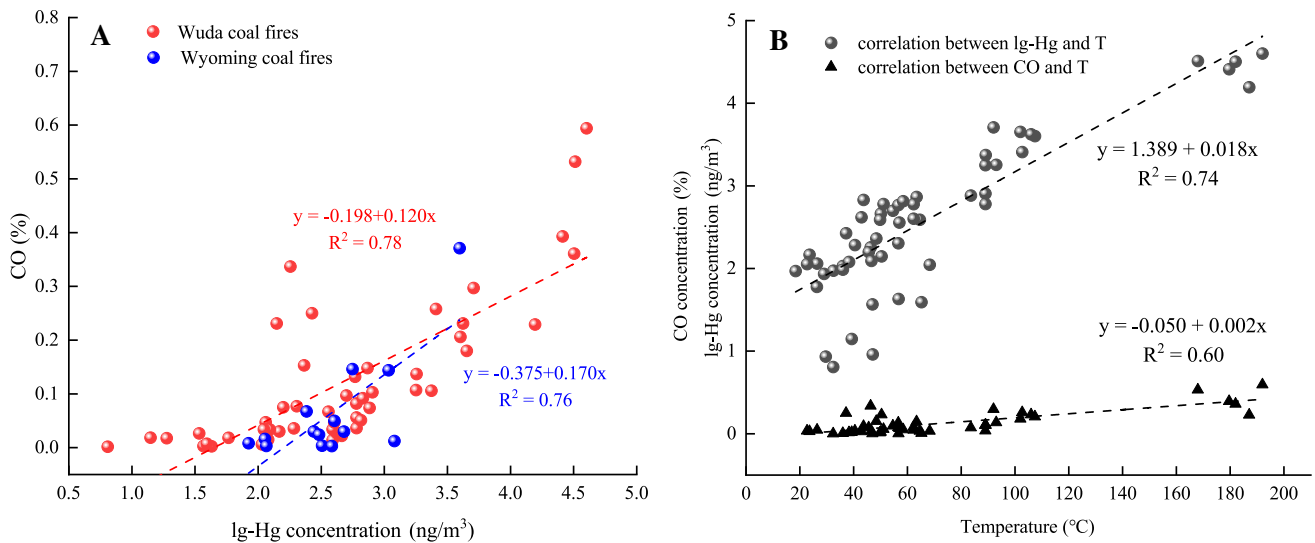 A
Wuda coal fires
Wyoming coal fires
CO (%)
0.8
0.7
0.6
0.5
0.4
0.3
0.2
0.1
0.0
y = -0.198+0.120x
R² = 0.78
y = -0.375+0.170x
R² = 0.76
0.5 1.0 1.5 2.0 2.5 3.0 3.5 4.0 4.5 5.0
lg-Hg concentration (ng/m³)
B
correlation between lg-Hg and T
correlation between CO and T
CO concentration (%)
lg-Hg concentration (ng/m³)
5
4
3
2
1
0
y = 1.389 + 0.018x
R² = 0.74
y = -0.050 + 0.002x
R² = 0.60
0 20 40 60 80 100 120 140 160 180 200
Temperature (°C)